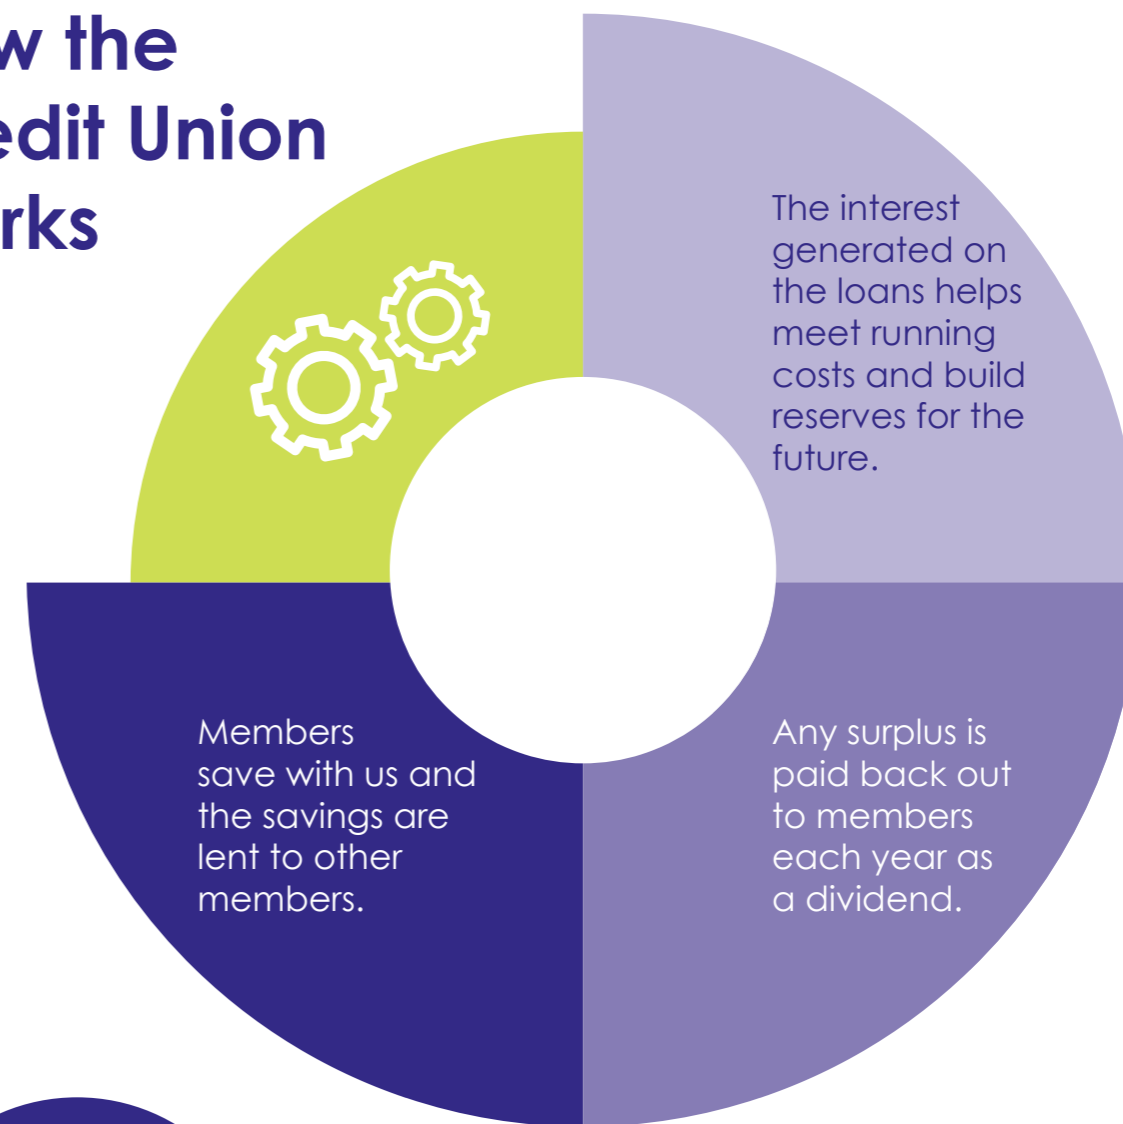 w the
edit Union
rks
The interest
generated on
the loans helps
meet running
costs and build
reserves for the
future.
Members
save with us and
the savings are
lent to other
members.
Any surplus is
paid back out
to members
each year as
a dividend.